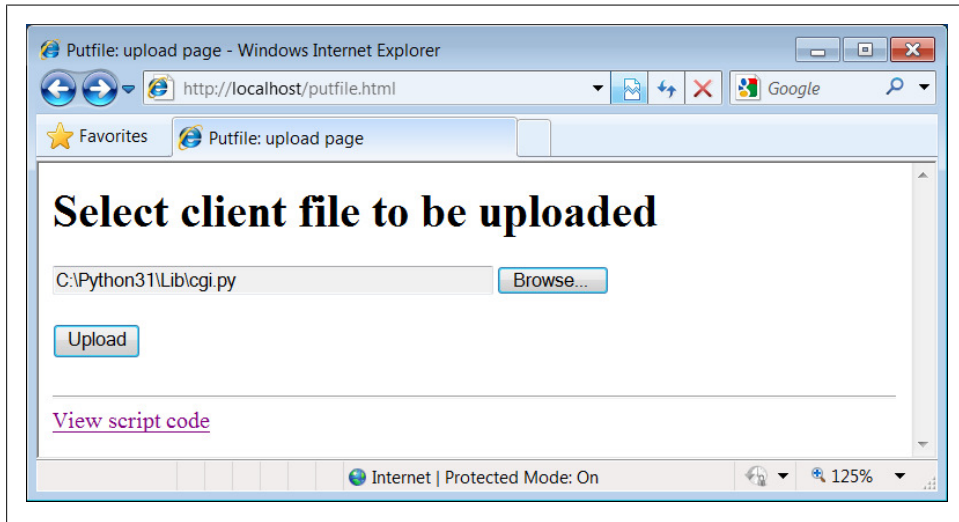 Putfile: upload page - Windows Internet Explorer
http://localhost/putfile.html
Google
Favorites
Putfile: upload page
Select client file to be uploaded
C:\Python31\Lib\cgi.py
Browse...
Upload
View script code
Internet | Protected Mode: On
125%